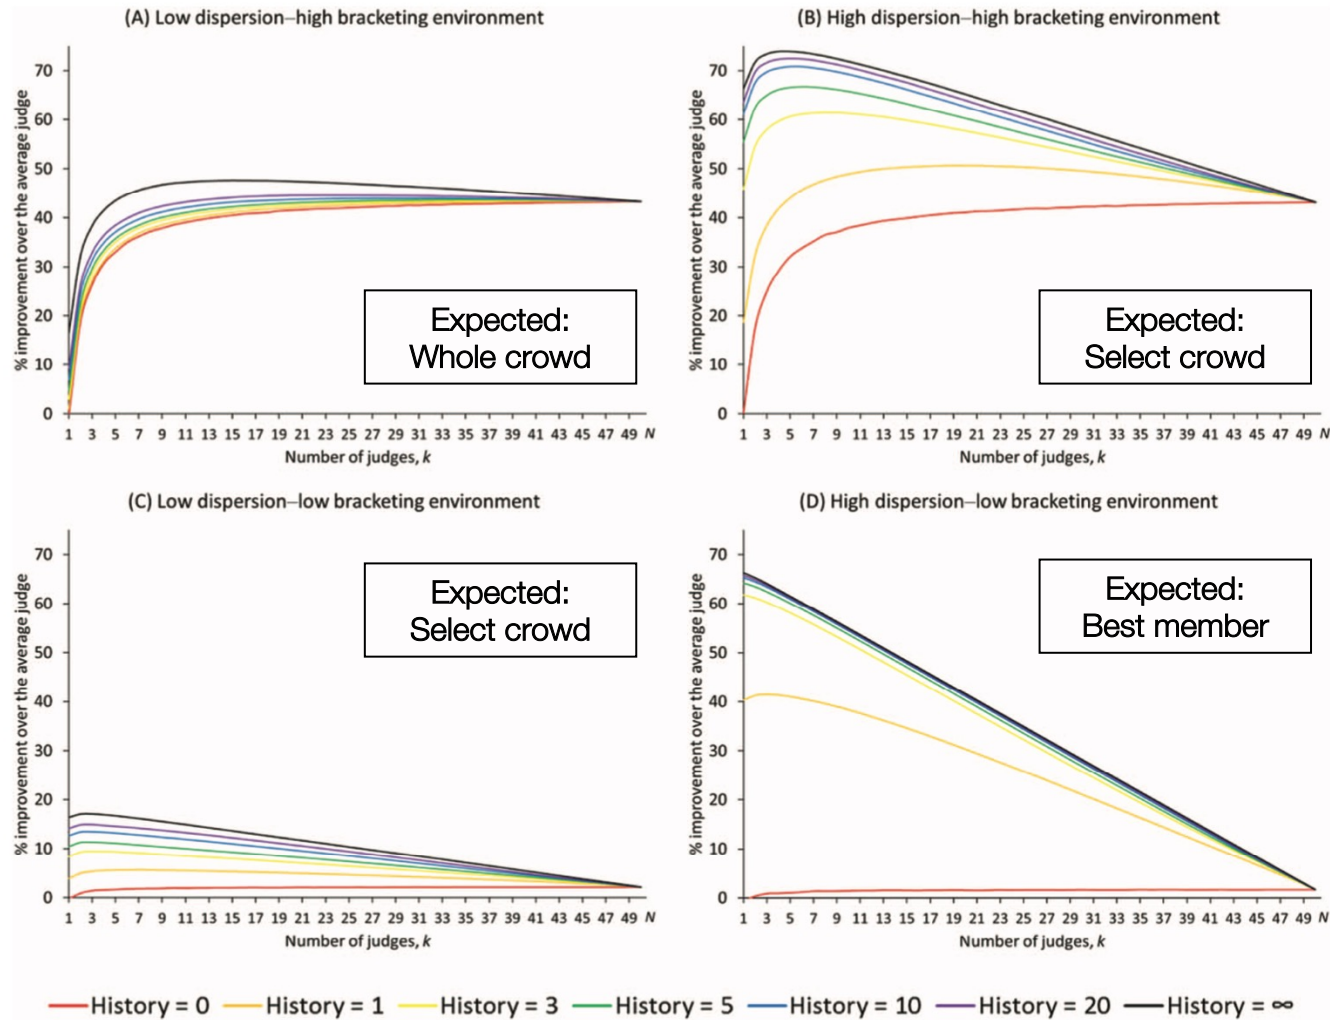 (A) Low dispersion–high bracketing environment
% improvement over the average judge
70
60
50
40
30
20
10
0
1 3 5 7 9 11 13 15 17 19 21 23 25 27 29 31 33 35 37 39 41 43 45 47 49 N
Number of judges, k
Expected:
Whole crowd
(B) High dispersion–high bracketing environment
% improvement over the average judge
70
60
50
40
30
20
10
0
1 3 5 7 9 11 13 15 17 19 21 23 25 27 29 31 33 35 37 39 41 43 45 47 49 N
Number of judges, k
Expected:
Select crowd
(C) Low dispersion–low bracketing environment
% improvement over the average judge
70
60
50
40
30
20
10
0
1 3 5 7 9 11 13 15 17 19 21 23 25 27 29 31 33 35 37 39 41 43 45 47 49 N
Number of judges, k
Expected:
Select crowd
(D) High dispersion–low bracketing environment
% improvement over the average judge
70
60
50
40
30
20
10
0
1 3 5 7 9 11 13 15 17 19 21 23 25 27 29 31 33 35 37 39 41 43 45 47 49 N
Number of judges, k
Expected:
Best member
History = 0 History = 1 History = 3 History = 5 History = 10 History = 20 History = ∞